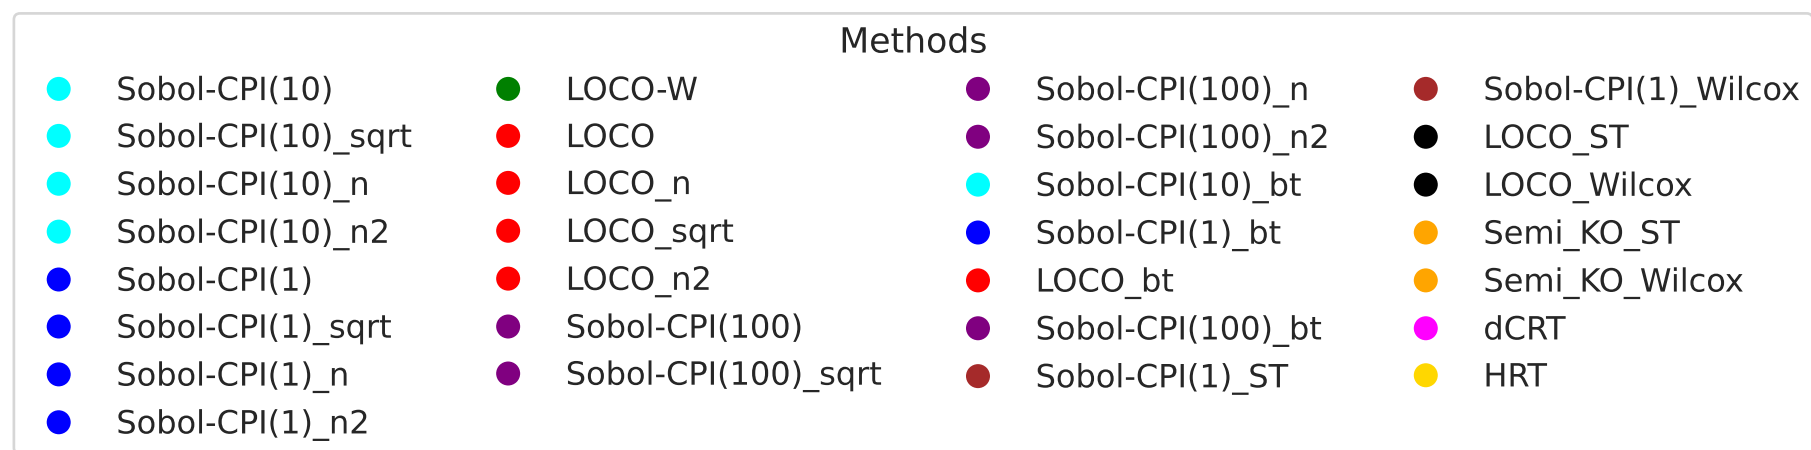 Methods
Sobol-CPI(10)
Sobol-CPI(10)_sqrt
Sobol-CPI(10)_n
Sobol-CPI(10)_n2
Sobol-CPI(1)
Sobol-CPI(1)_sqrt
Sobol-CPI(1)_n
Sobol-CPI(1)_n2
LOCO-W
LOCO
LOCO_n
LOCO_sqrt
LOCO_n2
Sobol-CPI(100)
Sobol-CPI(100)_sqrt
Sobol-CPI(100)_n
Sobol-CPI(100)_n2
Sobol-CPI(10)_bt
Sobol-CPI(1)_bt
LOCO_bt
Sobol-CPI(100)_bt
Sobol-CPI(1)_ST
Sobol-CPI(1)_Wilcox
LOCO_ST
LOCO_Wilcox
Semi_KO_ST
Semi_KO_Wilcox
dCRT
HRT